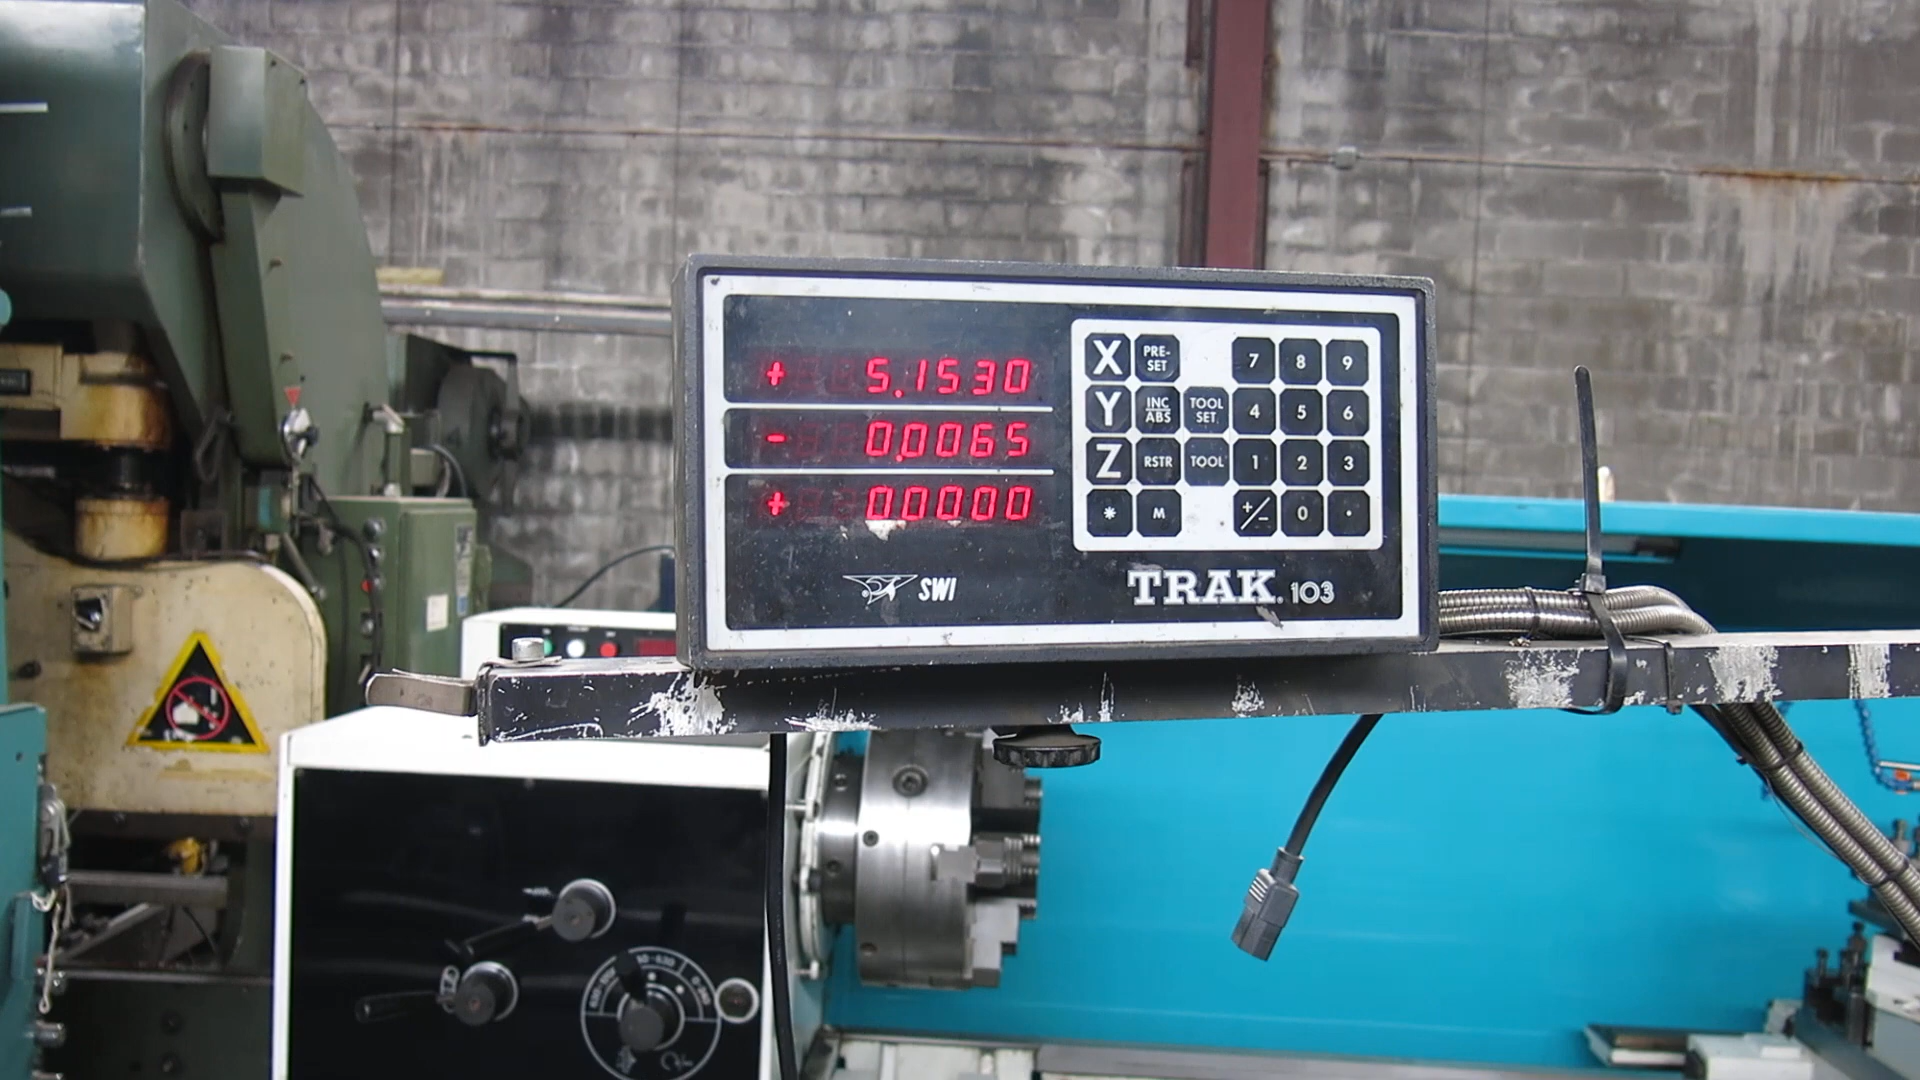 + 5.1530
- 0.0065
+ 0.0000
X PRE-SET 7 8 9
Y INC ABS TOOL SET 4 5 6
Z RSTR TOOL 1 2 3
* M +/- 0 .
SWI
TRAK 103